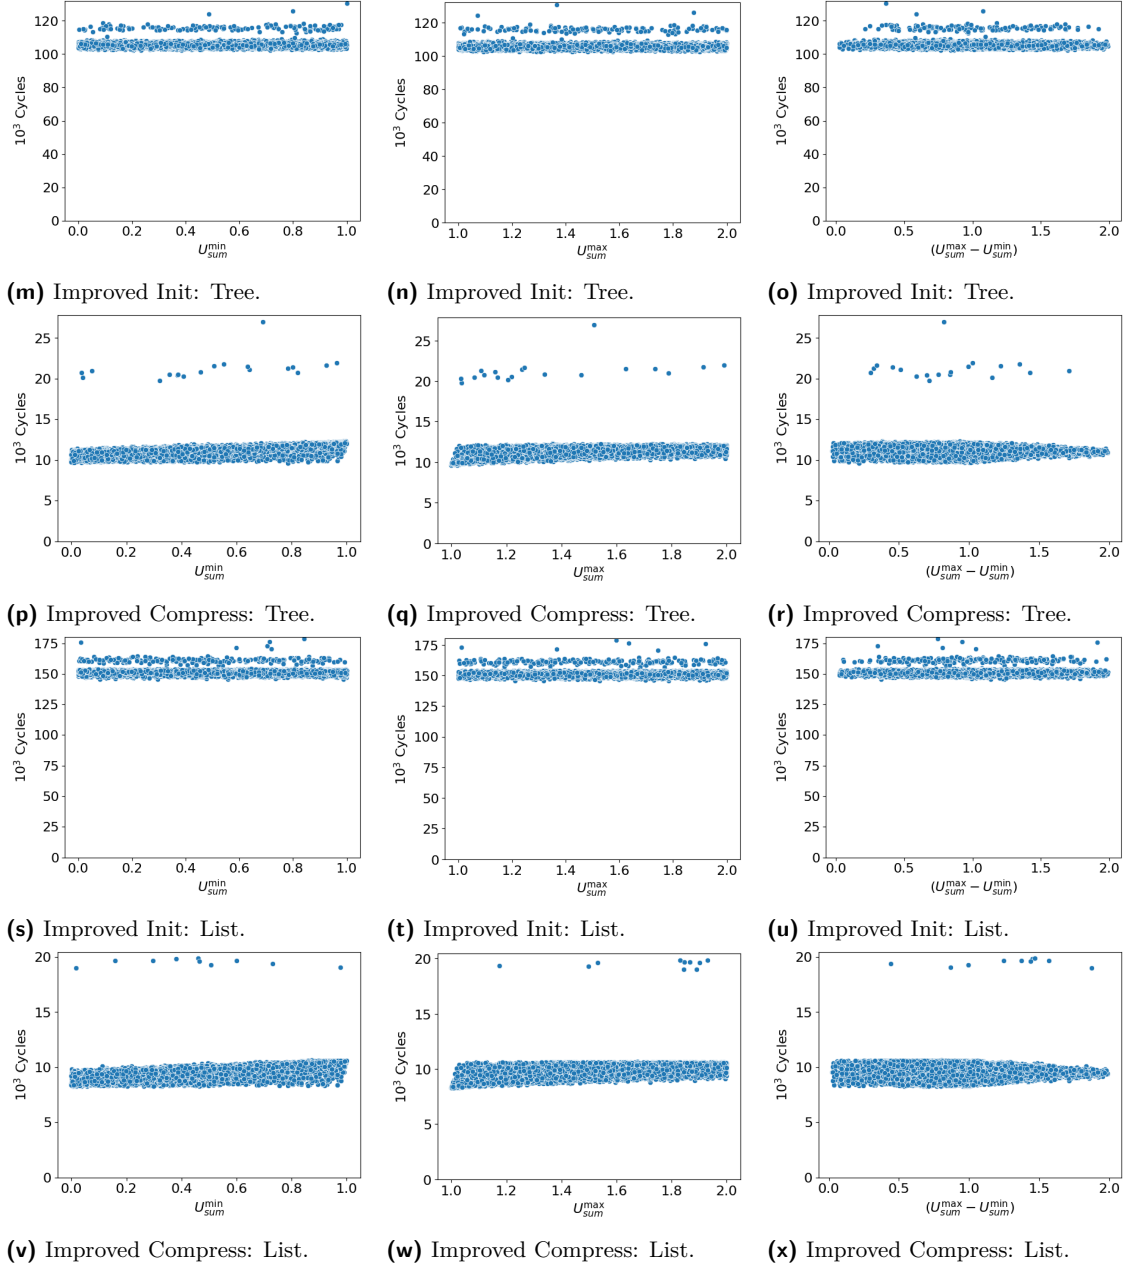 120
100
80
60
40
20
0
10³ Cycles
0.0 0.2 0.4 0.6 0.8 1.0
U_sum^min
120
100
80
60
40
20
0
10³ Cycles
1.0 1.2 1.4 1.6 1.8 2.0
U_sum^max
120
100
80
60
40
20
0
10³ Cycles
0.0 0.5 1.0 1.5 2.0
(U_sum^max − U_sum^min)
(m) Improved Init: Tree.
(n) Improved Init: Tree.
(o) Improved Init: Tree.
25
20
15
10
5
0
10³ Cycles
0.0 0.2 0.4 0.6 0.8 1.0
U_sum^min
25
20
15
10
5
0
10³ Cycles
1.0 1.2 1.4 1.6 1.8 2.0
U_sum^max
25
20
15
10
5
0
10³ Cycles
0.0 0.5 1.0 1.5 2.0
(U_sum^max − U_sum^min)
(p) Improved Compress: Tree.
(q) Improved Compress: Tree.
(r) Improved Compress: Tree.
175
150
125
100
75
50
25
0
10³ Cycles
0.0 0.2 0.4 0.6 0.8 1.0
U_sum^min
175
150
125
100
75
50
25
0
10³ Cycles
1.0 1.2 1.4 1.6 1.8 2.0
U_sum^max
175
150
125
100
75
50
25
0
10³ Cycles
0.0 0.5 1.0 1.5 2.0
(U_sum^max − U_sum^min)
(s) Improved Init: List.
(t) Improved Init: List.
(u) Improved Init: List.
20
15
10
5
0
10³ Cycles
0.0 0.2 0.4 0.6 0.8 1.0
U_sum^min
20
15
10
5
0
10³ Cycles
1.0 1.2 1.4 1.6 1.8 2.0
U_sum^max
20
15
10
5
0
10³ Cycles
0.0 0.5 1.0 1.5 2.0
(U_sum^max − U_sum^min)
(v) Improved Compress: List.
(w) Improved Compress: List.
(x) Improved Compress: List.